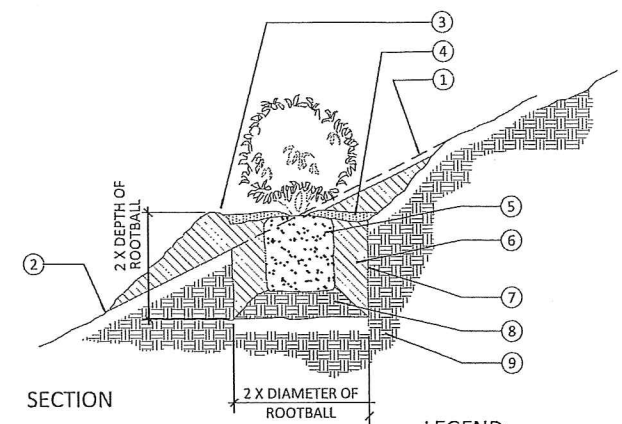 3
4
1
5
6
7
8
9
2
2 X DEPTH OF
ROOTBALL
2 X DIAMETER OF
ROOTBALL
SECTION
LEGEND